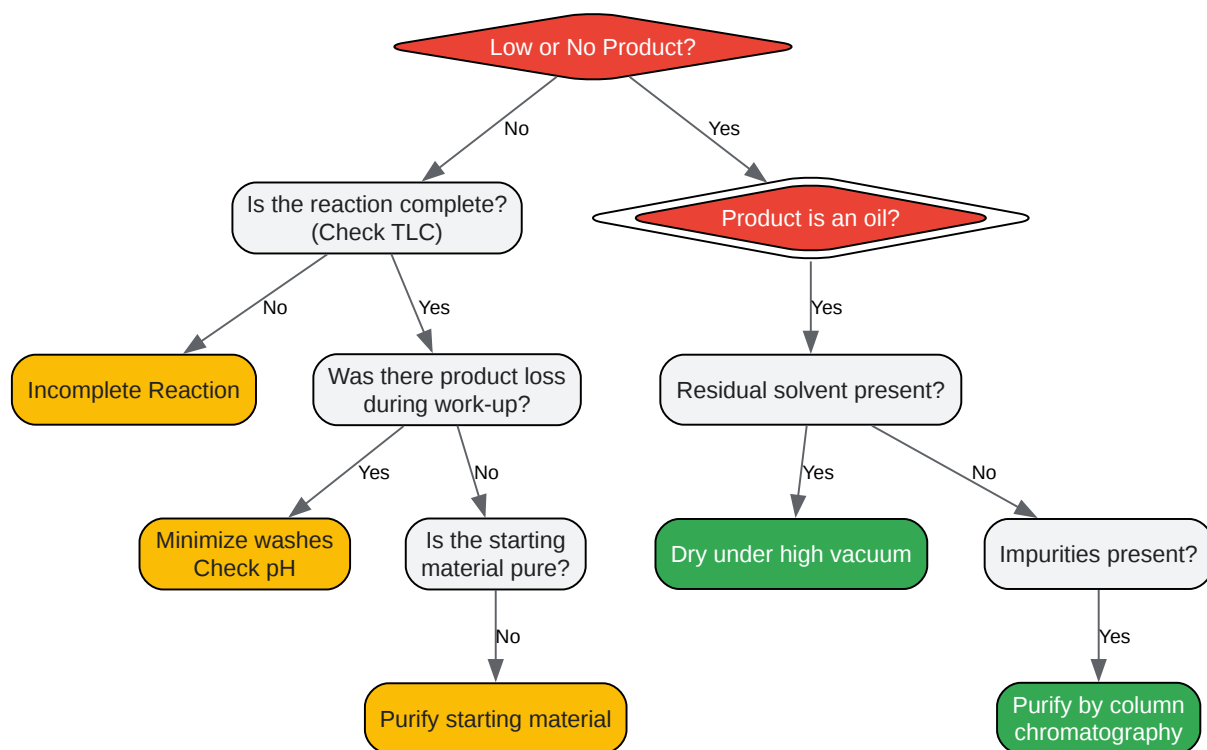 Low or No Product?
No
Yes
Is the reaction complete?
(Check TLC)
Product is an oil?
No
Yes
Yes
Incomplete Reaction
Was there product loss
during work-up?
Residual solvent present?
Yes
No
Yes
No
Minimize washes
Check pH
Is the starting
material pure?
Dry under high vacuum
Impurities present?
No
Yes
Purify starting material
Purify by column
chromatography